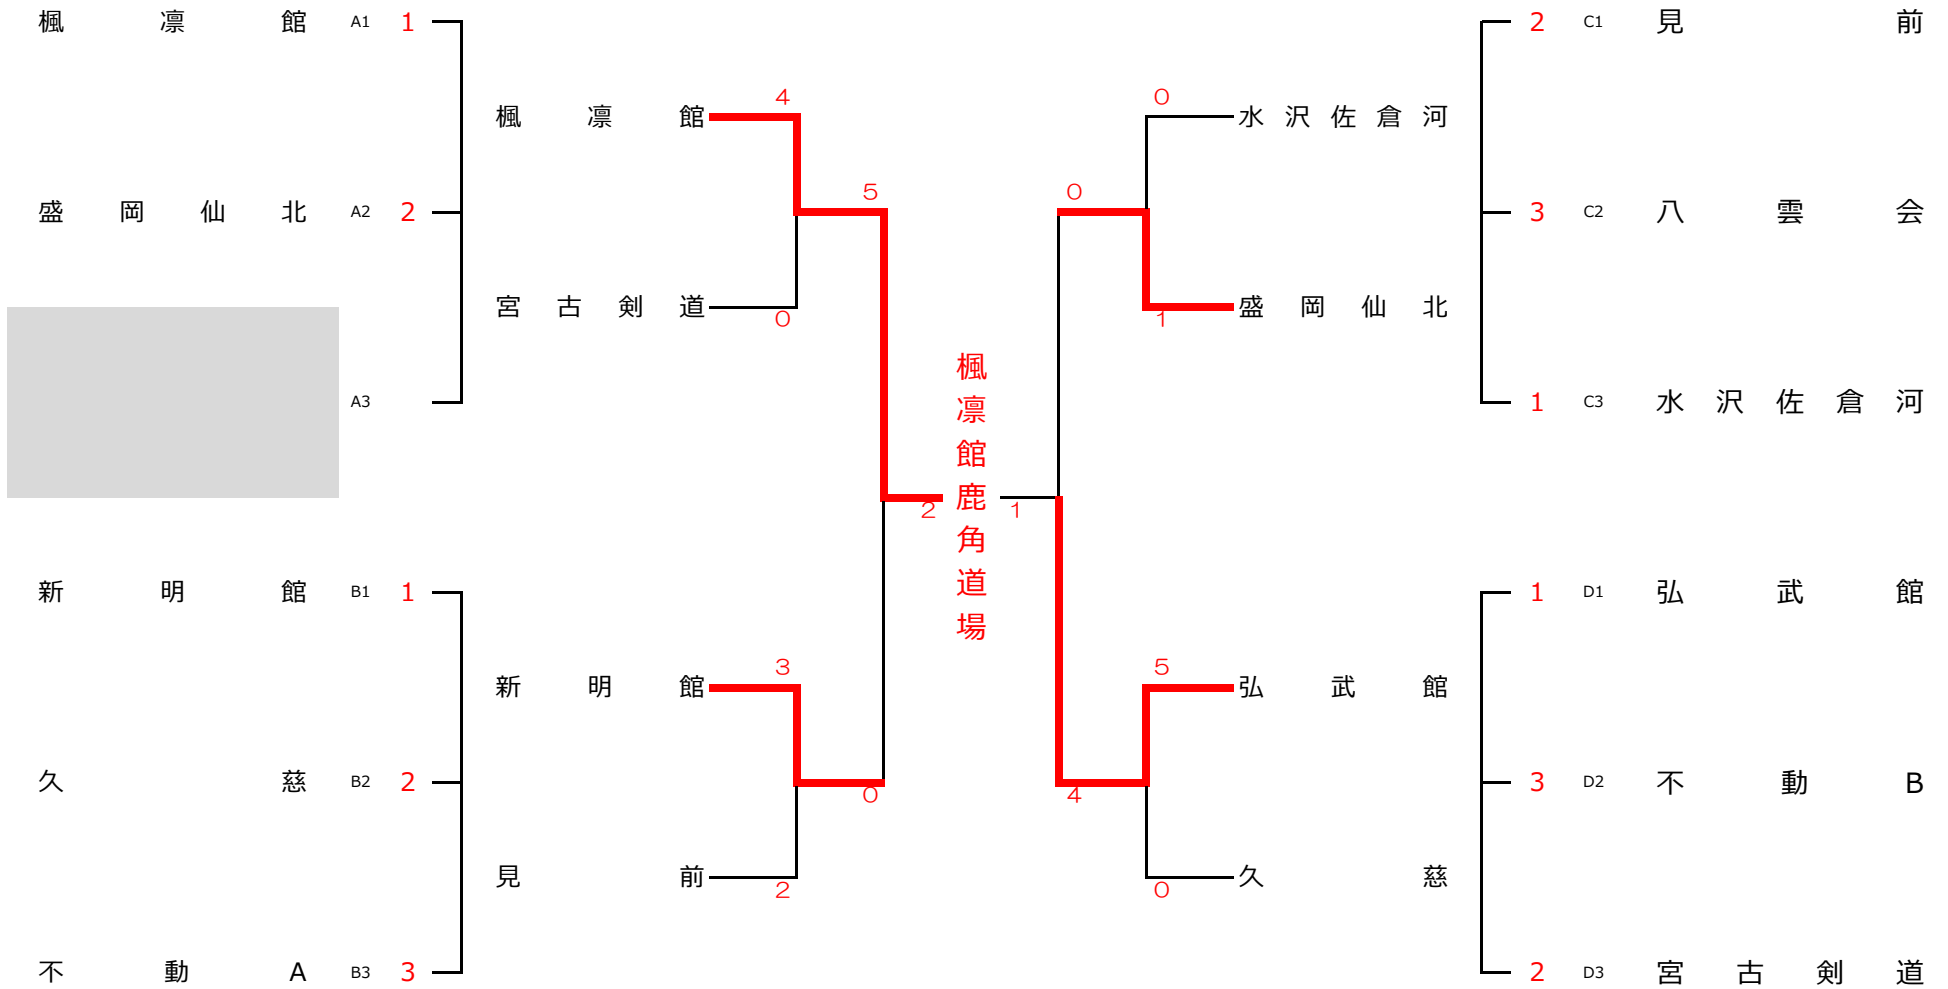 楓凛館 A1 1
盛岡仙北 A2 2
A3
新明館 B1 1
久慈 B2 2
不動A B3 3
楓凛館 4
宮古剣道 0
5
新明館 3
見前 2
0
2
楓凛館鹿角道場
1
0
0 水沢佐倉河
1 盛岡仙北
4
5 弘武館
0 久慈
2 C1 見前
3 C2 八雲会
1 C3 水沢佐倉河
1 D1 弘武館
3 D2 不動B
2 D3 宮古剣道